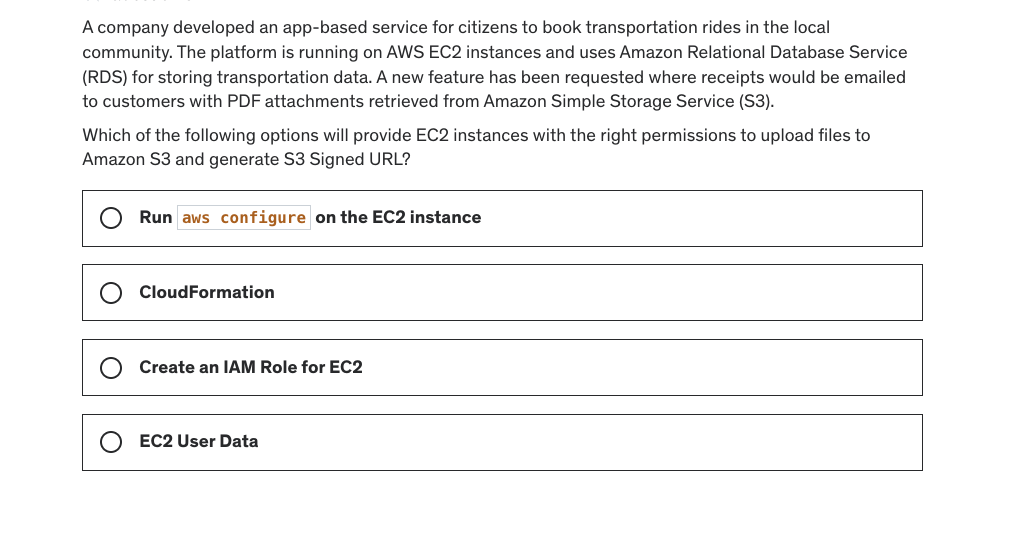 A company developed an app-based service for citizens to book transportation rides in the local
community. The platform is running on AWS EC2 instances and uses Amazon Relational Database Service
(RDS) for storing transportation data. A new feature has been requested where receipts would be emailed
to customers with PDF attachments retrieved from Amazon Simple Storage Service (S3).
Which of the following options will provide EC2 instances with the right permissions to upload files to
Amazon S3 and generate S3 Signed URL?
Run aws configure on the EC2 instance
CloudFormation
Create an IAM Role for EC2
EC2 User Data